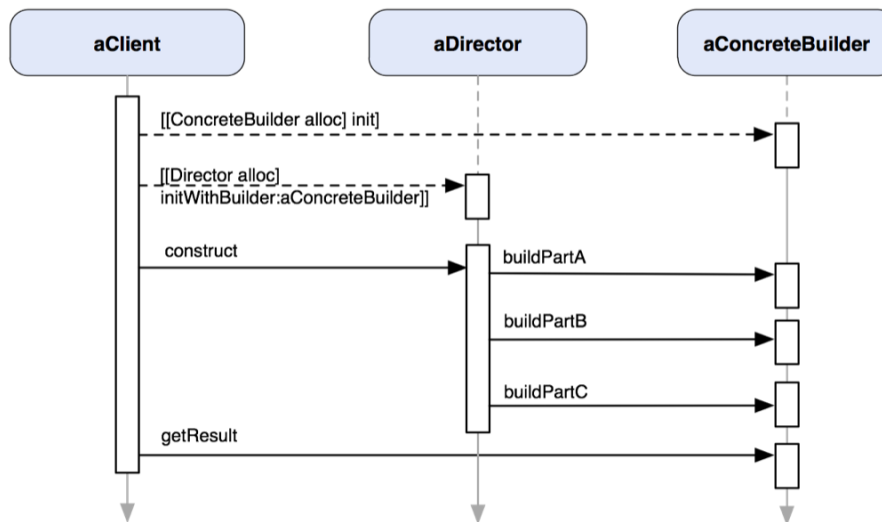 aClient
aDirector
aConcreteBuilder
[[ConcreteBuilder alloc] init]
[[Director alloc]
initWithBuilder:aConcreteBuilder]]
construct
buildPartA
buildPartB
buildPartC
getResult